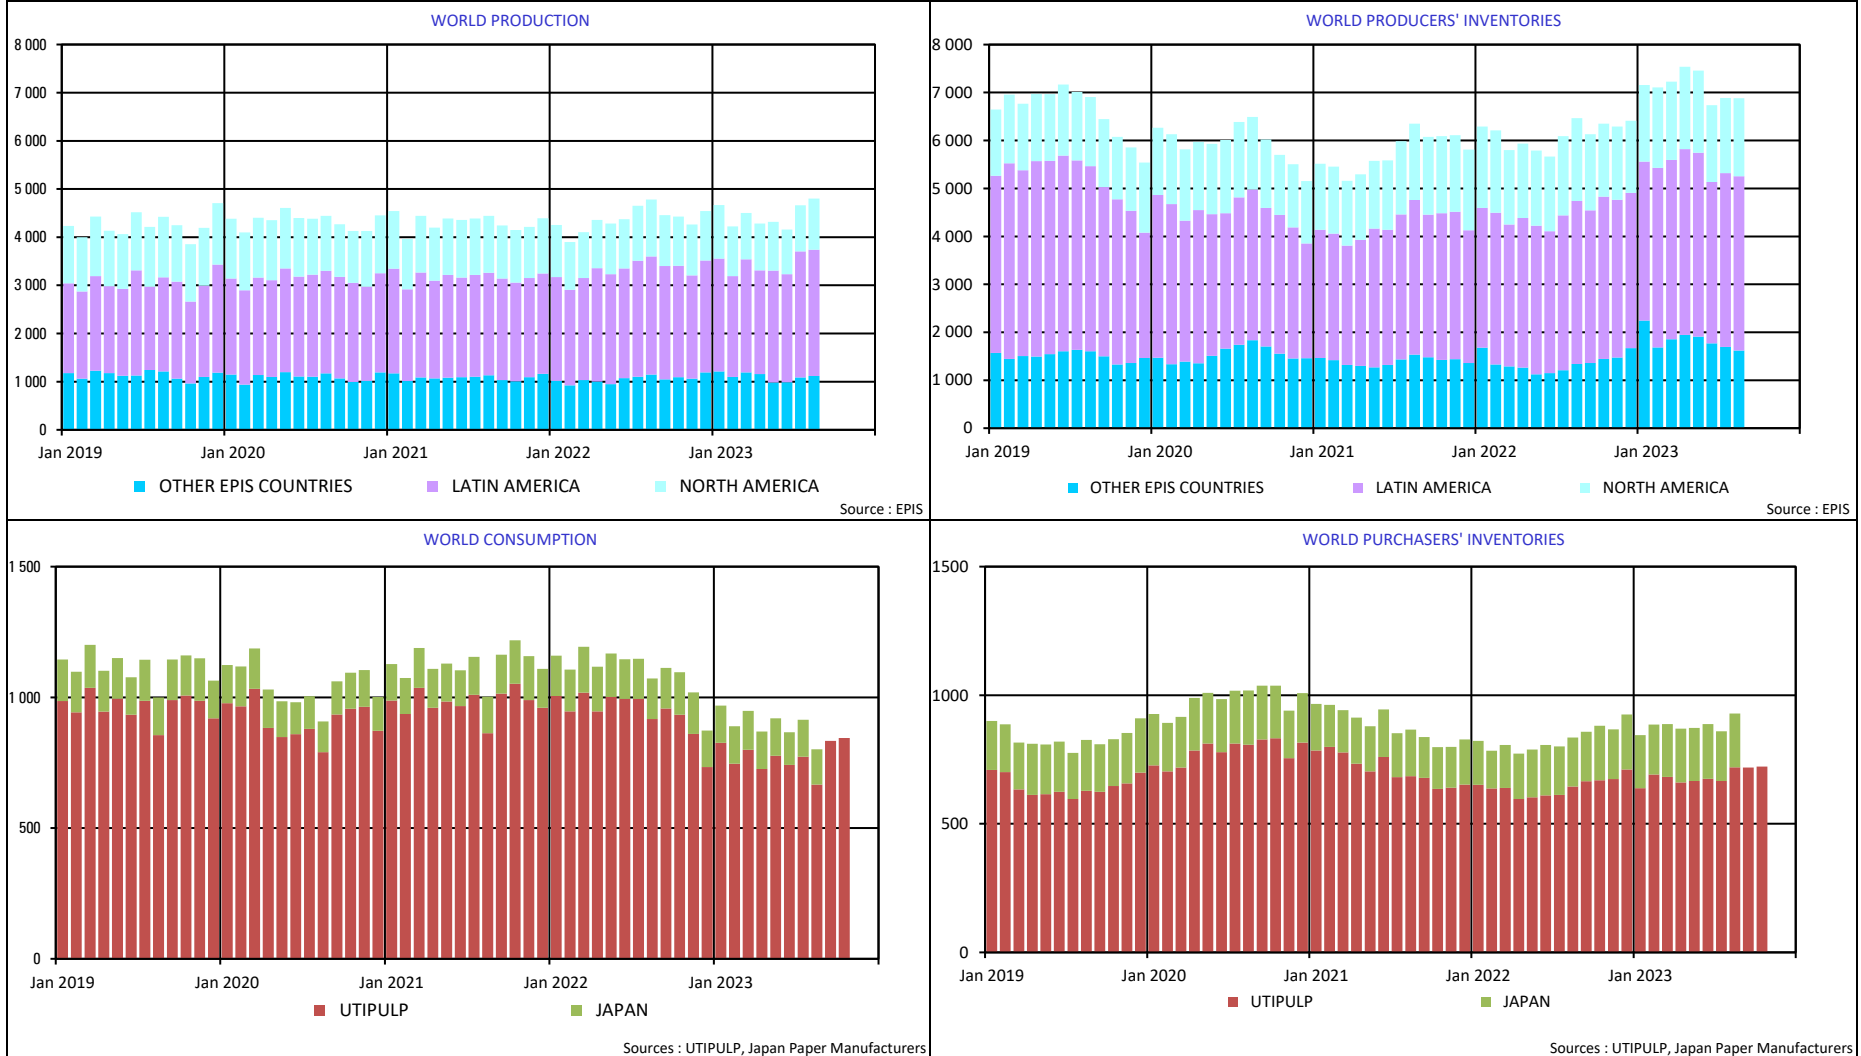 WORLD PRODUCTION
8 000
7 000
6 000
5 000
4 000
3 000
2 000
1 000
0
Jan 2019 Jan 2020 Jan 2021 Jan 2022 Jan 2023
OTHER EPIS COUNTRIES LATIN AMERICA NORTH AMERICA
Source : EPIS
WORLD PRODUCERS' INVENTORIES
8 000
7 000
6 000
5 000
4 000
3 000
2 000
1 000
0
Jan 2019 Jan 2020 Jan 2021 Jan 2022 Jan 2023
OTHER EPIS COUNTRIES LATIN AMERICA NORTH AMERICA
Source : EPIS
WORLD CONSUMPTION
1 500
1 000
500
0
Jan 2019 Jan 2020 Jan 2021 Jan 2022 Jan 2023
UTIPULP JAPAN
Sources : UTIPULP, Japan Paper Manufacturers
WORLD PURCHASERS' INVENTORIES
1500
1000
500
0
Jan 2019 Jan 2020 Jan 2021 Jan 2022 Jan 2023
UTIPULP JAPAN
Sources : UTIPULP, Japan Paper Manufacturers